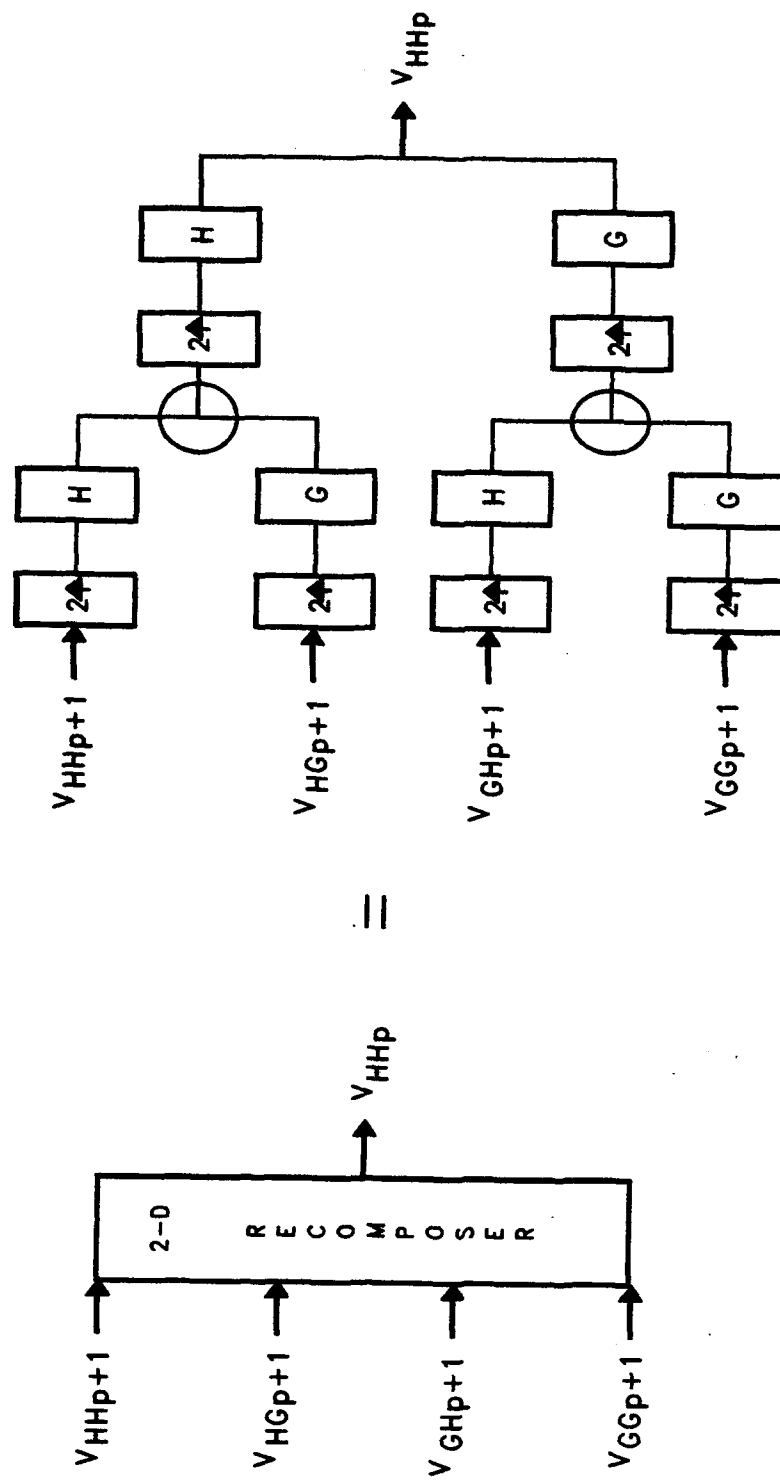 V_HHp+1
V_HGp+1
V_GHp+1
V_GGp+1
2-D
RECOMPOSER
V_HHp
=
V_HHp+1
2↑
H
V_HGp+1
2↑
G
2↑
H
V_GHp+1
2↑
H
V_GGp+1
2↑
G
2↑
G
V_HHp